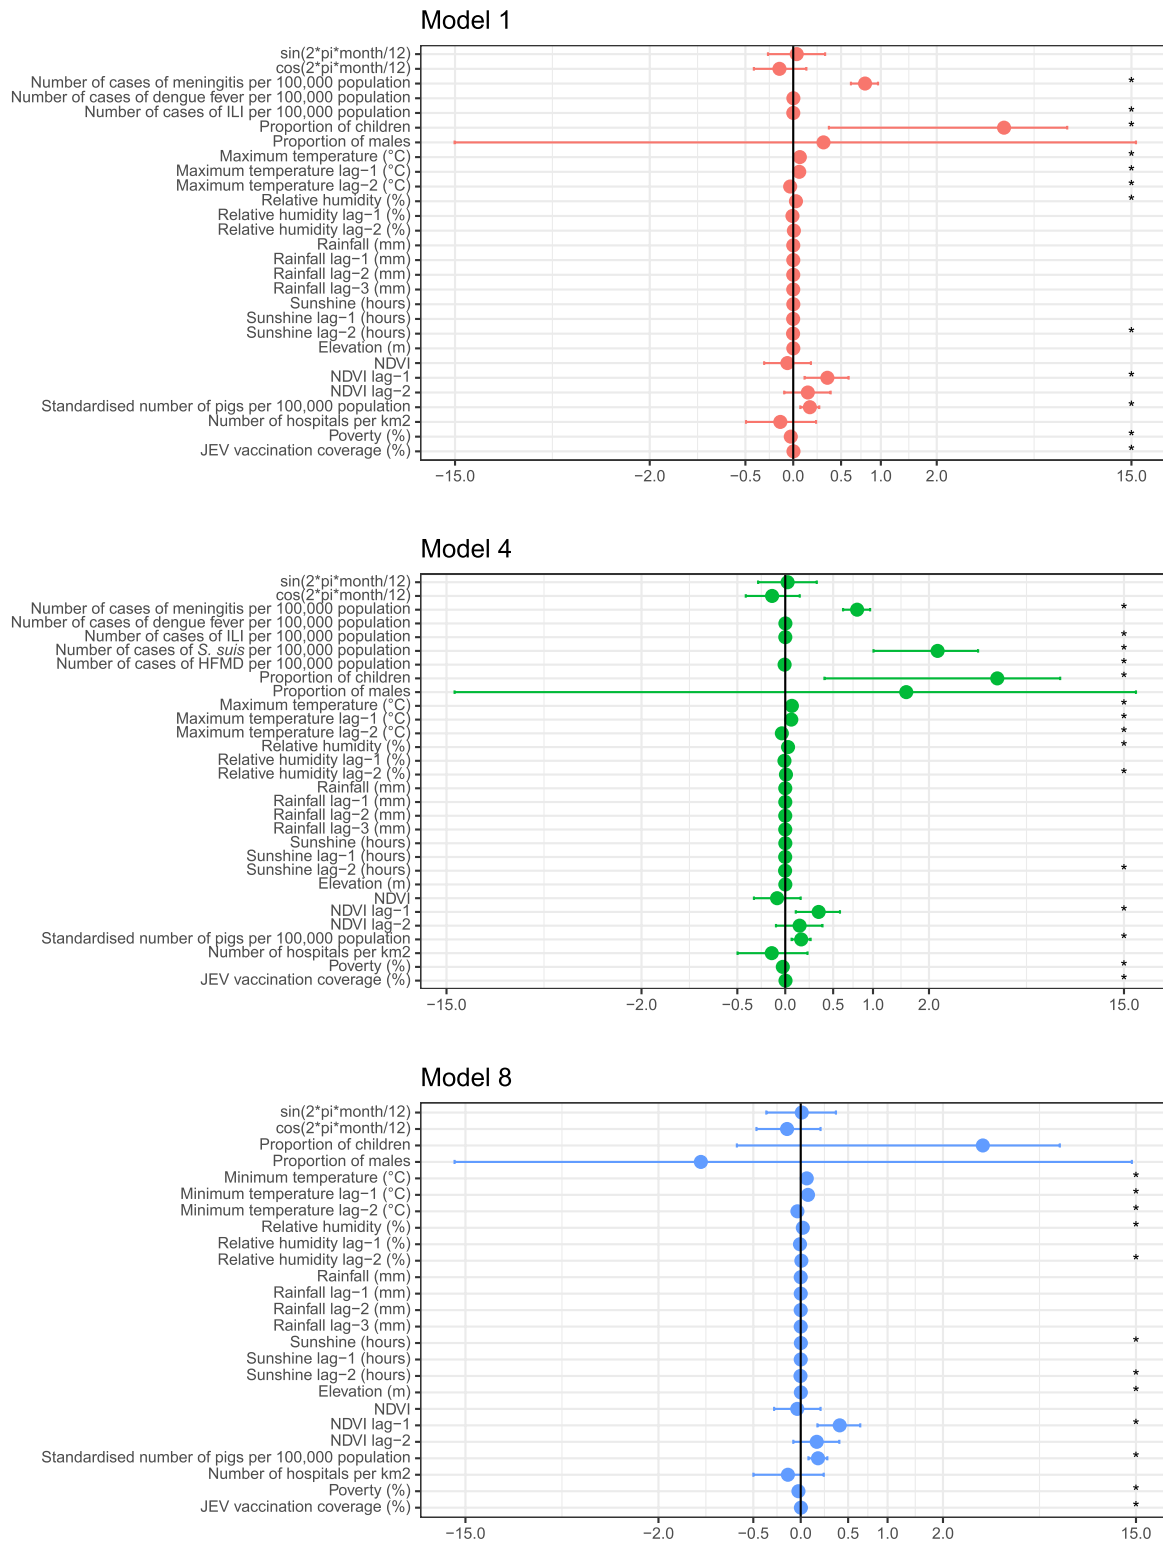 Model 1
sin(2*pi*month/12)
cos(2*pi*month/12)
Number of cases of meningitis per 100,000 population *
Number of cases of dengue fever per 100,000 population
Number of cases of ILI per 100,000 population *
Proportion of children *
Proportion of males
Maximum temperature (°C) *
Maximum temperature lag−1 (°C) *
Maximum temperature lag−2 (°C) *
Relative humidity (%) *
Relative humidity lag−1 (%)
Relative humidity lag−2 (%)
Rainfall (mm)
Rainfall lag−1 (mm)
Rainfall lag−2 (mm)
Rainfall lag−3 (mm)
Sunshine (hours)
Sunshine lag−1 (hours)
Sunshine lag−2 (hours) *
Elevation (m)
NDVI
NDVI lag−1 *
NDVI lag−2
Standardised number of pigs per 100,000 population *
Number of hospitals per km2
Poverty (%) *
JEV vaccination coverage (%) *
−15.0 −2.0 −0.5 0.0 0.5 1.0 2.0 15.0
Model 4
sin(2*pi*month/12)
cos(2*pi*month/12)
Number of cases of meningitis per 100,000 population *
Number of cases of dengue fever per 100,000 population
Number of cases of ILI per 100,000 population *
Number of cases of S. suis per 100,000 population *
Number of cases of HFMD per 100,000 population *
Proportion of children *
Proportion of males
Maximum temperature (°C) *
Maximum temperature lag−1 (°C) *
Maximum temperature lag−2 (°C) *
Relative humidity (%) *
Relative humidity lag−1 (%)
Relative humidity lag−2 (%) *
Rainfall (mm)
Rainfall lag−1 (mm)
Rainfall lag−2 (mm)
Rainfall lag−3 (mm)
Sunshine (hours)
Sunshine lag−1 (hours)
Sunshine lag−2 (hours) *
Elevation (m)
NDVI
NDVI lag−1 *
NDVI lag−2
Standardised number of pigs per 100,000 population *
Number of hospitals per km2
Poverty (%) *
JEV vaccination coverage (%) *
−15.0 −2.0 −0.5 0.0 0.5 1.0 2.0 15.0
Model 8
sin(2*pi*month/12)
cos(2*pi*month/12)
Proportion of children
Proportion of males
Minimum temperature (°C) *
Minimum temperature lag−1 (°C) *
Minimum temperature lag−2 (°C) *
Relative humidity (%) *
Relative humidity lag−1 (%)
Relative humidity lag−2 (%) *
Rainfall (mm)
Rainfall lag−1 (mm)
Rainfall lag−2 (mm)
Rainfall lag−3 (mm)
Sunshine (hours) *
Sunshine lag−1 (hours)
Sunshine lag−2 (hours) *
Elevation (m) *
NDVI
NDVI lag−1 *
NDVI lag−2
Standardised number of pigs per 100,000 population *
Number of hospitals per km2
Poverty (%) *
JEV vaccination coverage (%) *
−15.0 −2.0 −0.5 0.0 0.5 1.0 2.0 15.0